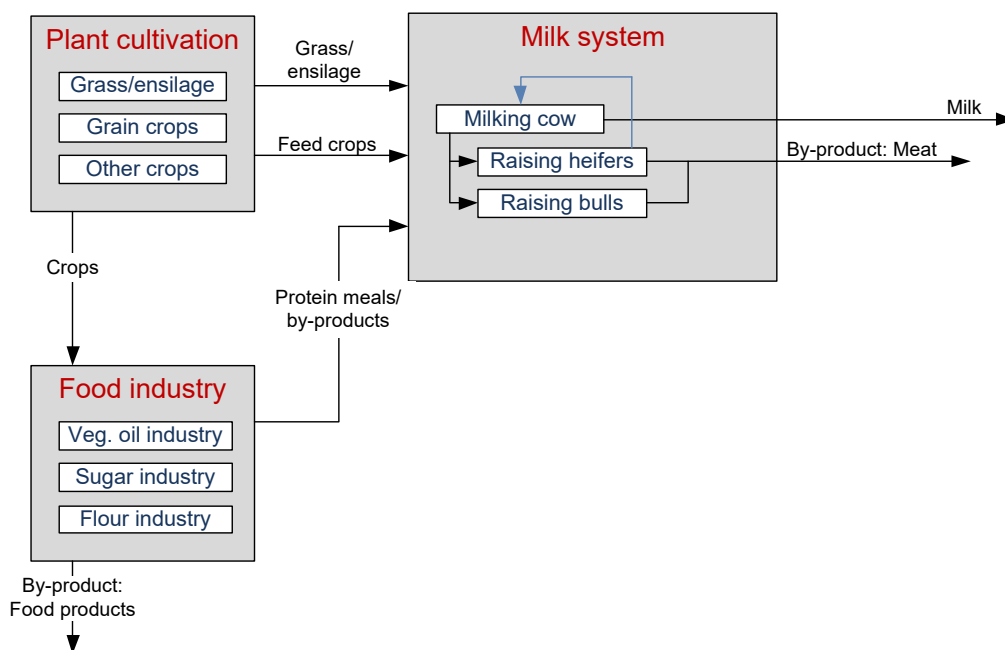 Plant cultivation
Grass/ensilage
Grain crops
Other crops
Grass/
ensilage
Feed crops
Milk system
Milking cow
Raising heifers
Raising bulls
Milk
By-product: Meat
Crops
Protein meals/
by-products
Food industry
Veg. oil industry
Sugar industry
Flour industry
By-product:
Food products